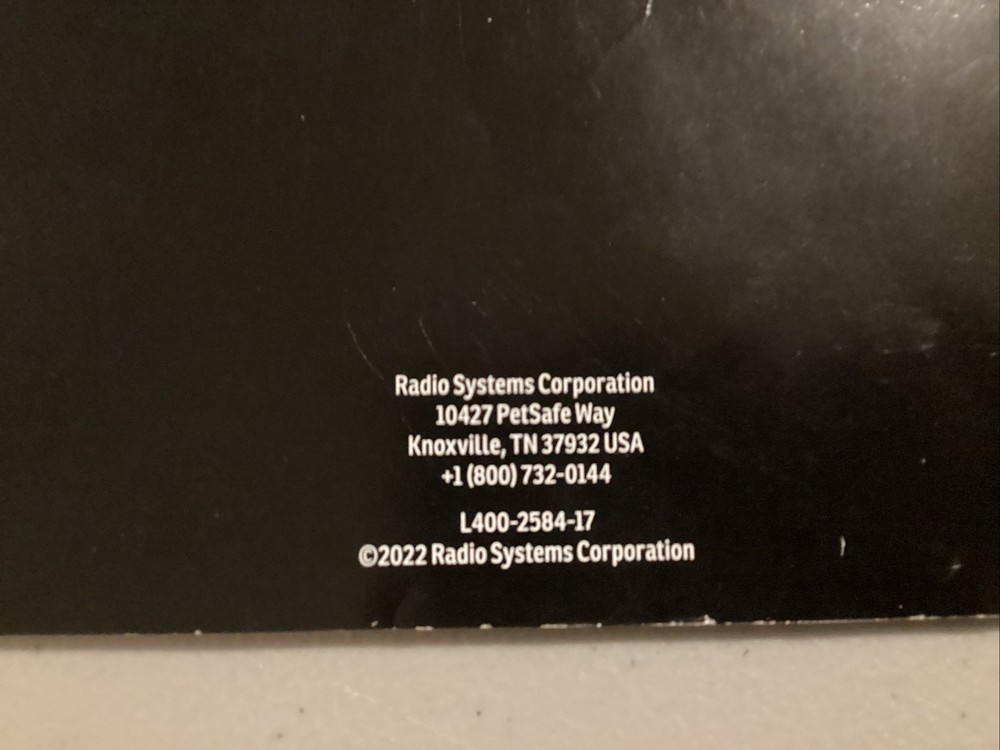 Radio Systems Corporation
10427 PetSafe Way
Knoxville, TN 37932 USA
+1 (800) 732-0144
L400-2584-17
©2022 Radio Systems Corporation